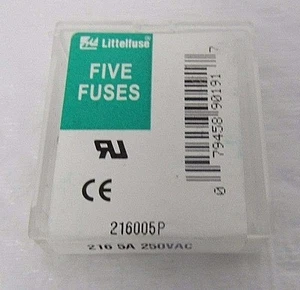 Littelfuse®
FIVE
FUSES
CE
216005P
216 5A 250VAC
0 79458 90191 7